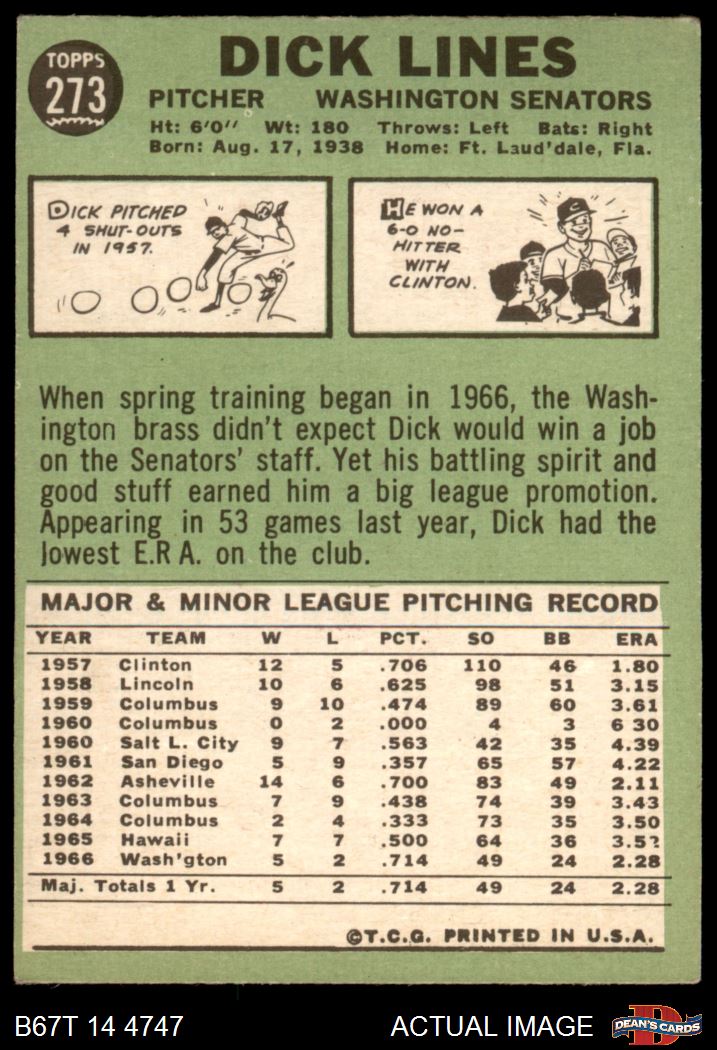 TOPPS
273
DICK LINES
PITCHER WASHINGTON SENATORS
Ht: 6'0" Wt: 180 Throws: Left Bats: Right
Born: Aug. 17, 1938 Home: Ft. Laud'dale, Fla.
DICK PITCHED
4 SHUT-OUTS
IN 1957.
HE WON A
6-0 NO-
HITTER
WITH
CLINTON.
C
When spring training began in 1966, the Wash-
ington brass didn't expect Dick would win a job
on the Senators' staff. Yet his battling spirit and
good stuff earned him a big league promotion.
Appearing in 53 games last year, Dick had the
lowest E.R A. on the club.
MAJOR & MINOR LEAGUE PITCHING RECORD
YEAR TEAM W L PCT. SO BB ERA
1957 Clinton 12 5 .706 110 46 1.80
1958 Lincoln 10 6 .625 98 51 3.15
1959 Columbus 9 10 .474 89 60 3.61
1960 Columbus 0 2 .000 4 3 6 30
1960 Salt L. City 9 7 .563 42 35 4.39
1961 San Diego 5 9 .357 65 57 4.22
1962 Asheville 14 6 .700 83 49 2.11
1963 Columbus 7 9 .438 74 39 3.43
1964 Columbus 2 4 .333 73 35 3.50
1965 Hawaii 7 7 .500 64 36
1966 Wash'gton 5 2 .714 49 24 2.28
Maj. Totals 1 Yr. 5 2 .714 49 24 2.28
©T.C.G. PRINTED IN U.S.A.
B67T 14 4747 ACTUAL IMAGE
D
DEAN'S CARDS